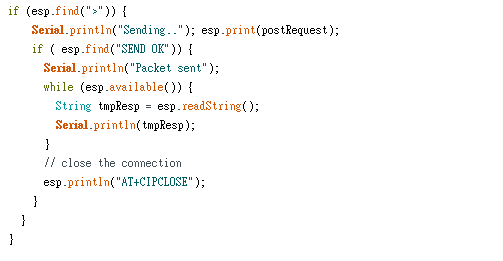 if (esp.find(">")) {
Serial.println("Sending.."); esp.print(postRequest);
if ( esp.find("SEND OK")) {
Serial.println("Packet sent");
while (esp.available()) {
String tmpResp = esp.readString();
Serial.println(tmpResp);
}
// close the connection
esp.println("AT+CIPCLOSE");
}
}
}